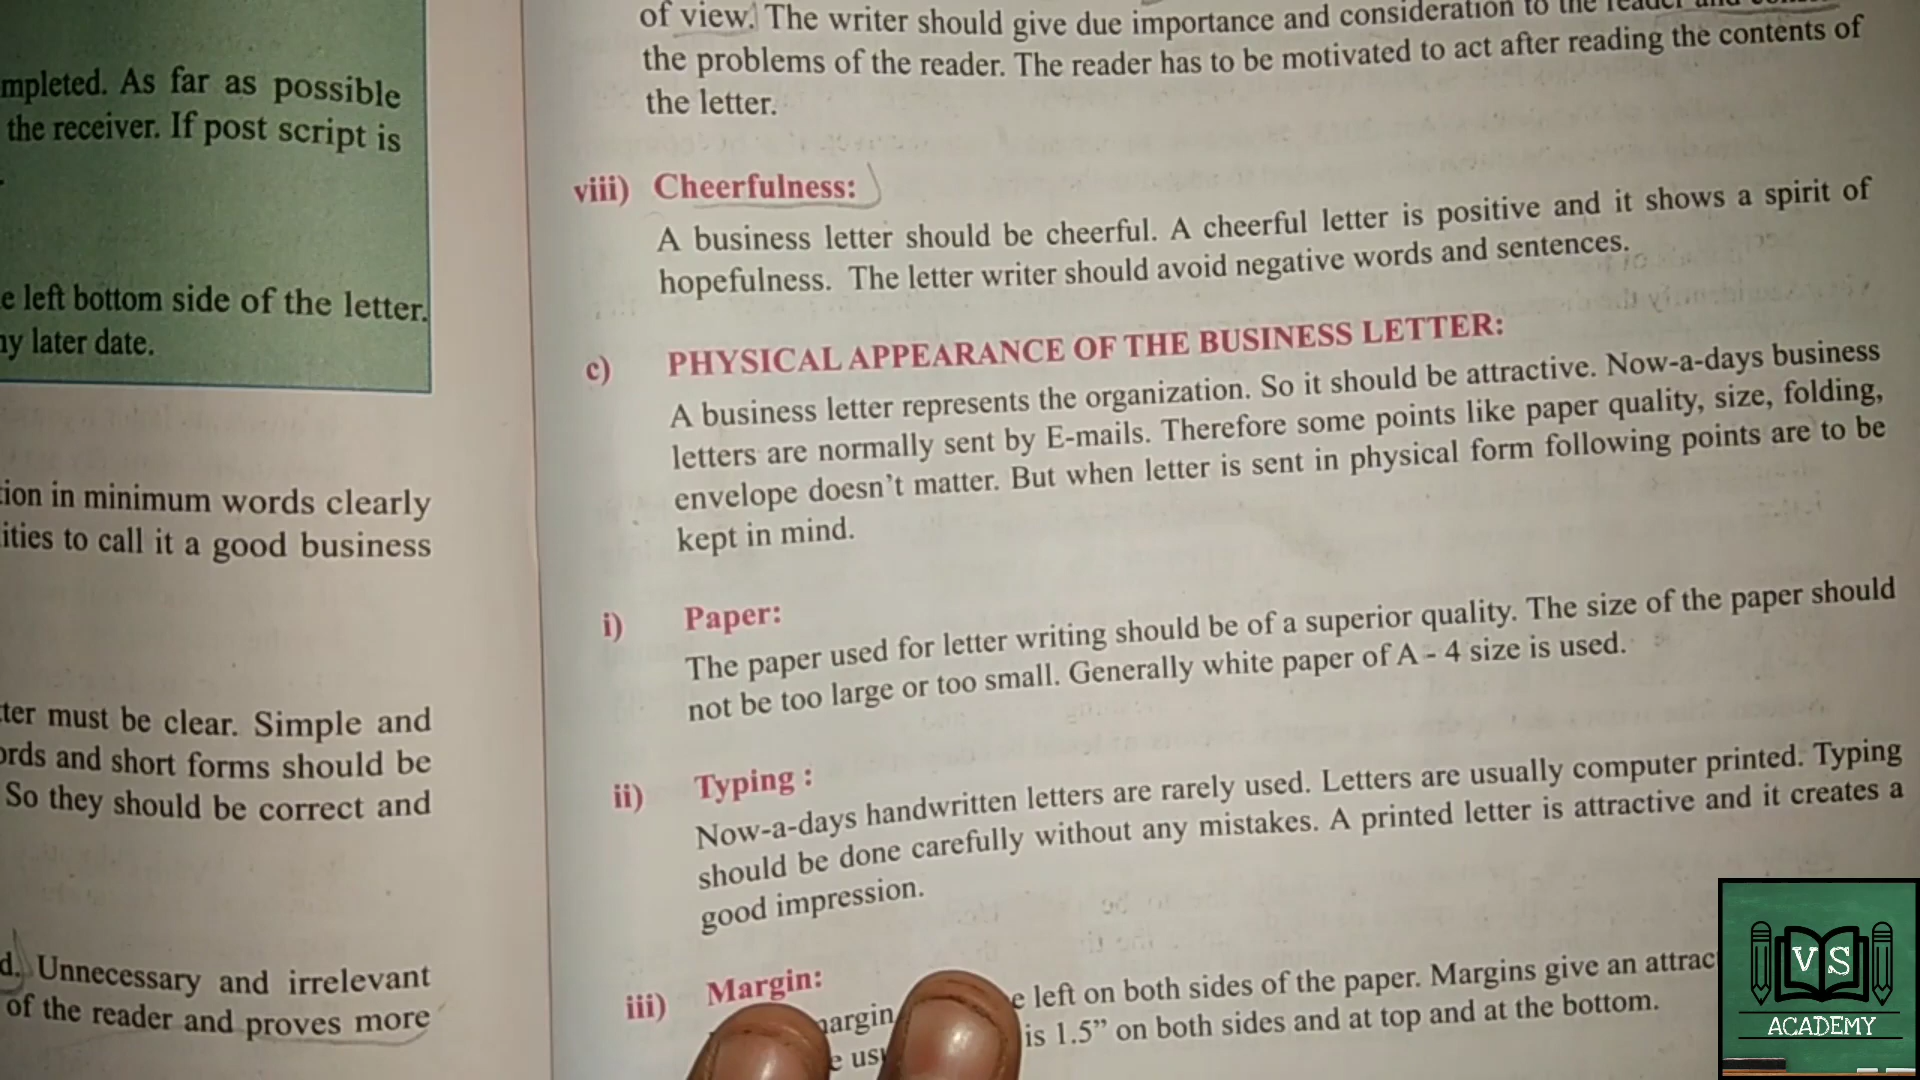 mpleted. As far as possible
the receiver. If post script is
e left bottom side of the letter.
ny later date.
tion in minimum words clearly
ities to call it a good business
ter must be clear. Simple and
ords and short forms should be
So they should be correct and
d. Unnecessary and irrelevant
of the reader and proves more
of view. The writer should give due importance and consideration to the reader and
the problems of the reader. The reader has to be motivated to act after reading the contents of
the letter.
viii) Cheerfulness:
A business letter should be cheerful. A cheerful letter is positive and it shows a spirit of
hopefulness. The letter writer should avoid negative words and sentences.
c) PHYSICAL APPEARANCE OF THE BUSINESS LETTER:
A business letter represents the organization. So it should be attractive. Now-a-days business
letters are normally sent by E-mails. Therefore some points like paper quality, size, folding,
envelope doesn't matter. But when letter is sent in physical form following points are to be
kept in mind.
i) Paper:
The paper used for letter writing should be of a superior quality. The size of the paper should
not be too large or too small. Generally white paper of A - 4 size is used.
ii) Typing :
Now-a-days handwritten letters are rarely used. Letters are usually computer printed. Typing
should be done carefully without any mistakes. A printed letter is attractive and it creates a
good impression.
iii) Margin:
margin e left on both sides of the paper. Margins give an attrac
is 1.5” on both sides and at top and at the bottom.
VS
ACADEMY